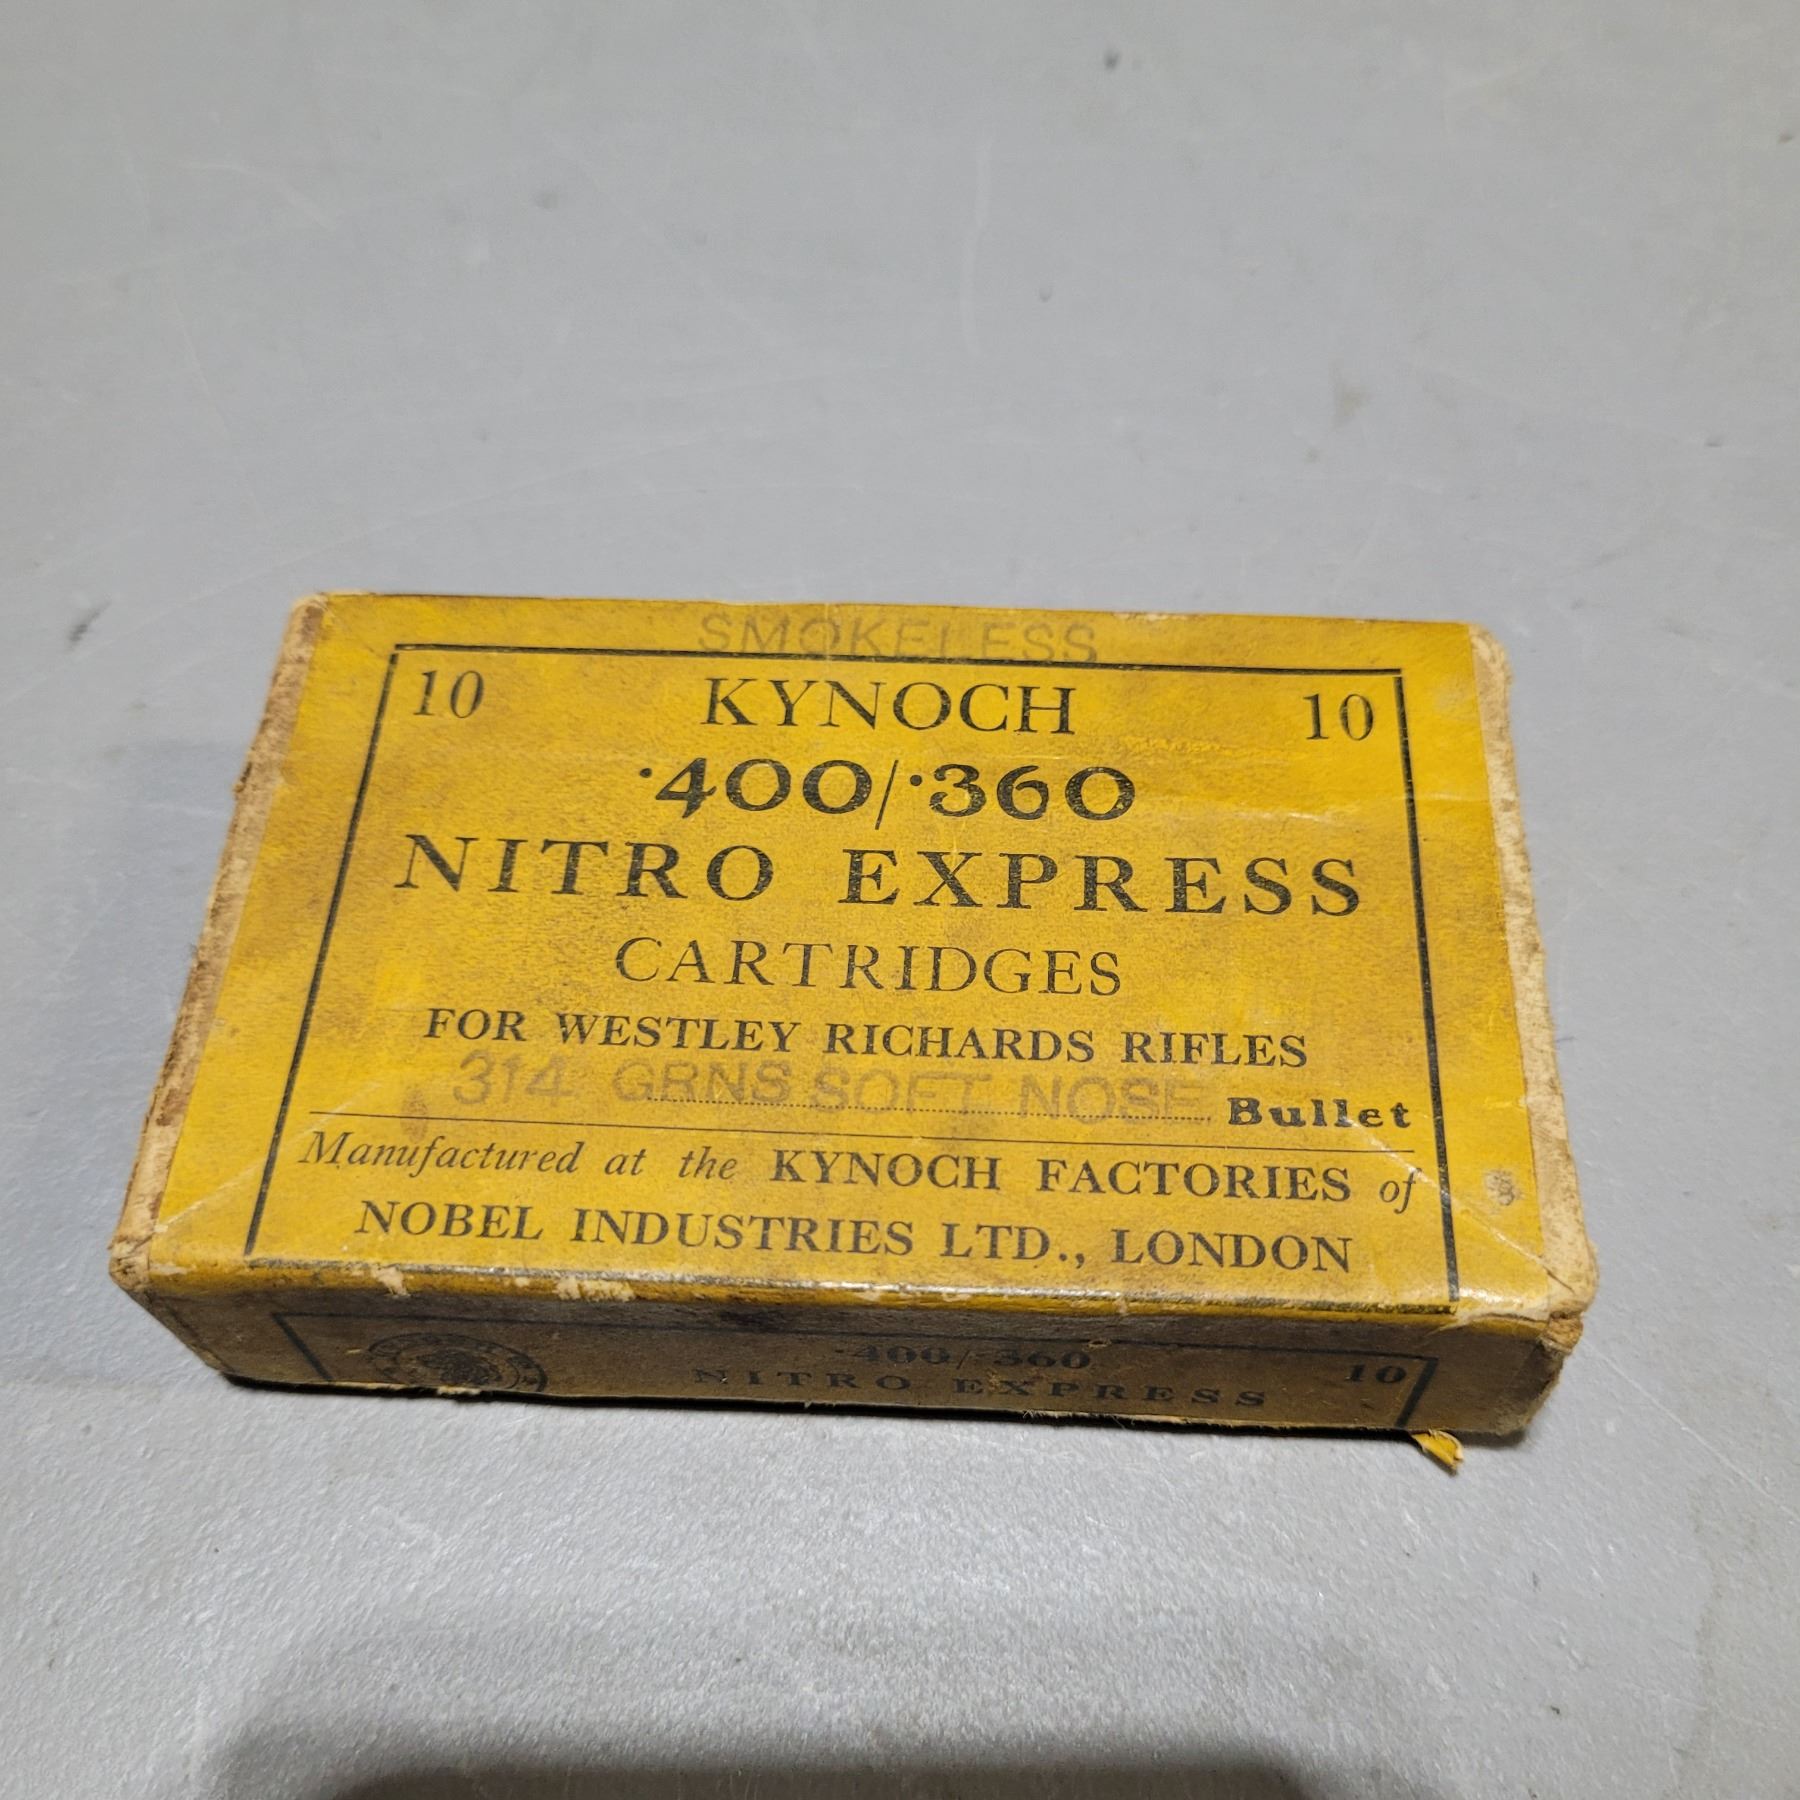 SMOKELESS
10 KYNOCH 10
·400/·360
NITRO EXPRESS
CARTRIDGES
FOR WESTLEY RICHARDS RIFLES
314 GRNS SOFT NOSE Bullet
Manufactured at the KYNOCH FACTORIES of
NOBEL INDUSTRIES LTD., LONDON
·400/·360 10
NITRO EXPRESS